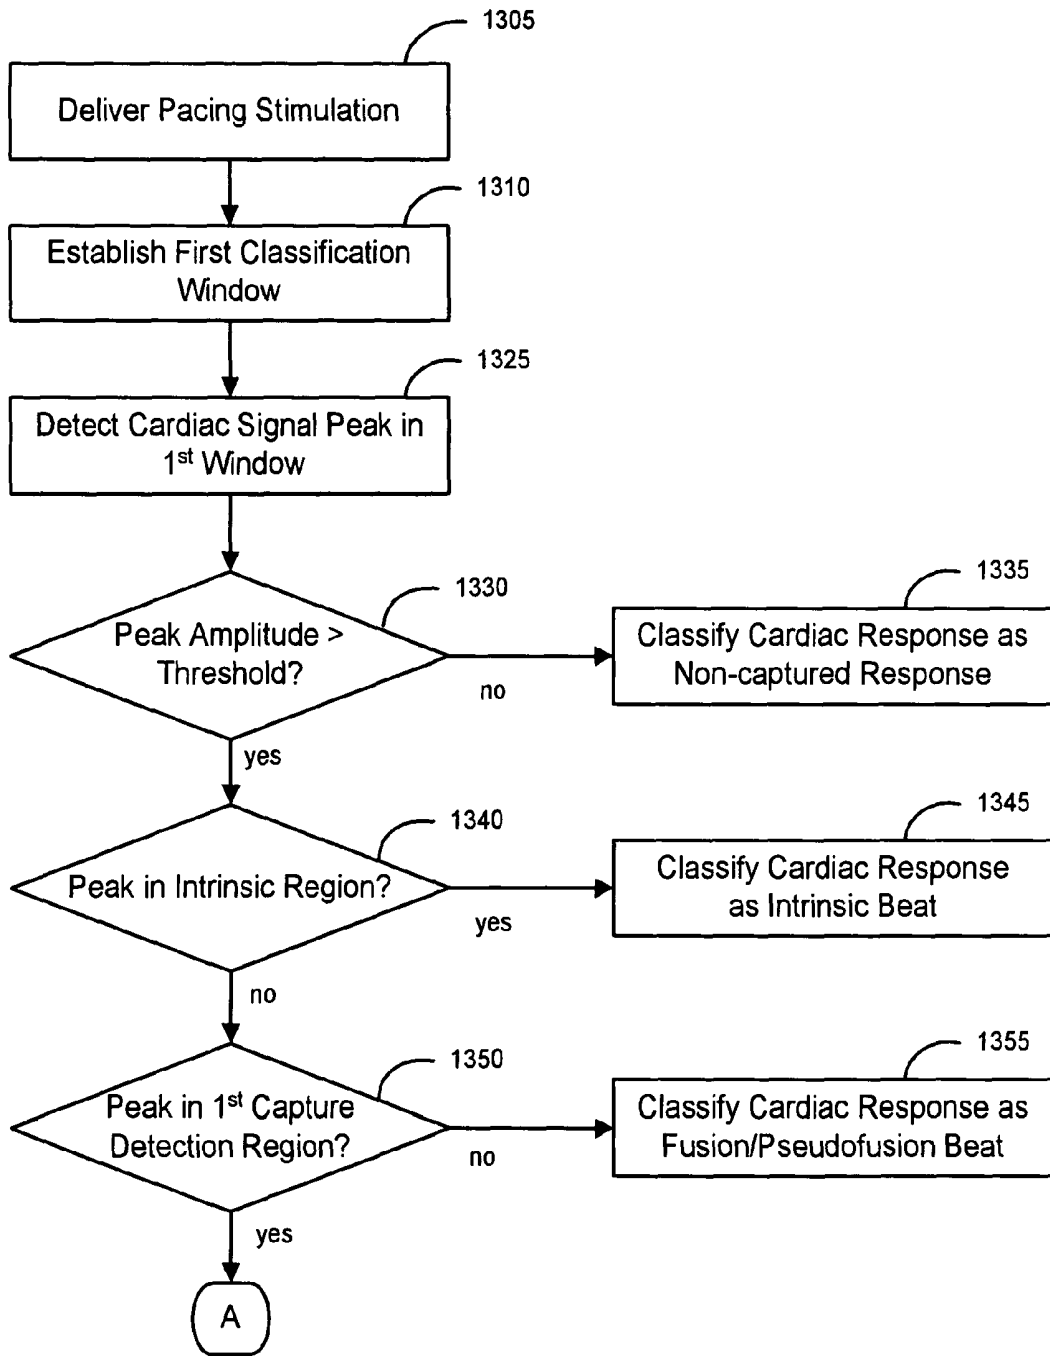 1305
Deliver Pacing Stimulation
1310
Establish First Classification
Window
1325
Detect Cardiac Signal Peak in
1st Window
1330
Peak Amplitude >
Threshold?
no
1335
Classify Cardiac Response as
Non-captured Response
yes
1340
Peak in Intrinsic Region?
yes
1345
Classify Cardiac Response
as Intrinsic Beat
no
1350
Peak in 1st Capture
Detection Region?
no
1355
Classify Cardiac Response as
Fusion/Pseudofusion Beat
yes
A